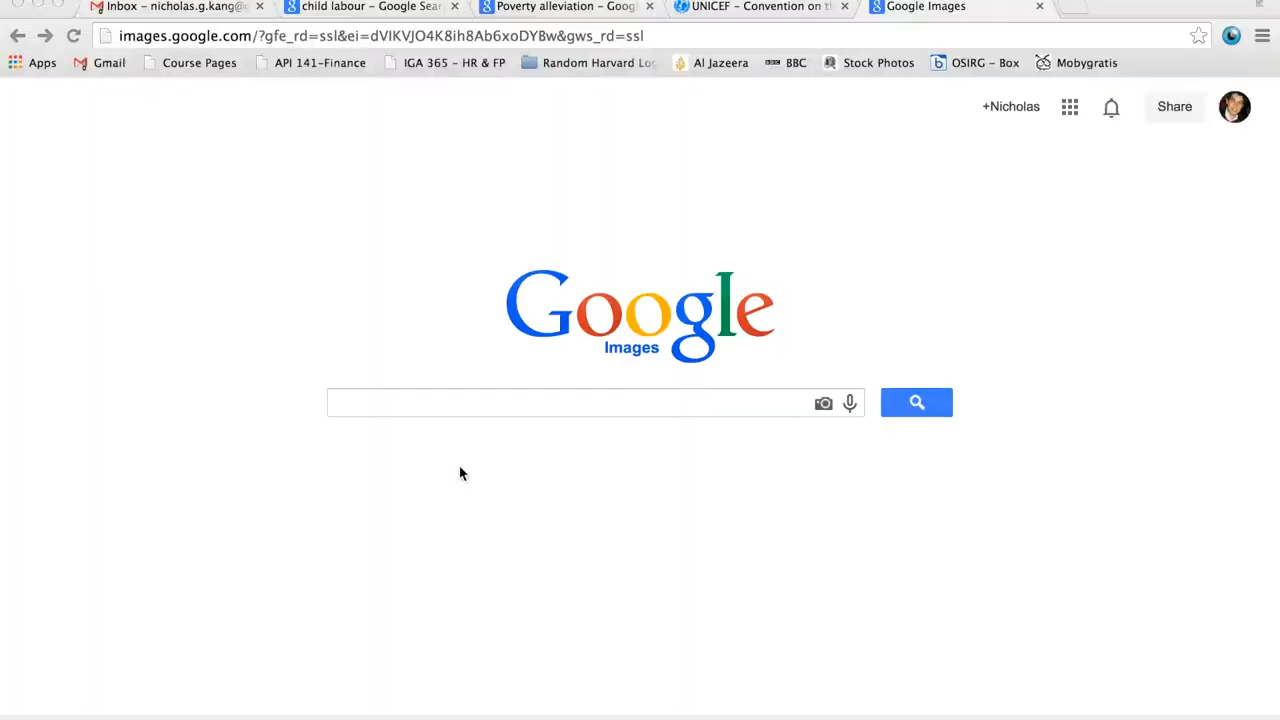 Inbox - nicholas.g.kang@ child labour - Google Sear Poverty alleviation - Goog UNICEF - Convention on th Google Images
images.google.com/?gfe_rd=ssl&ei=dVlKVJO4K8ih8Ab6xoDYBw&gws_rd=ssl
Apps Gmail Course Pages API 141-Finance IGA 365 - HR & FP Random Harvard Lo Al Jazeera BBC Stock Photos OSIRG - Box Mobygratis
+Nicholas Share
Google
Images